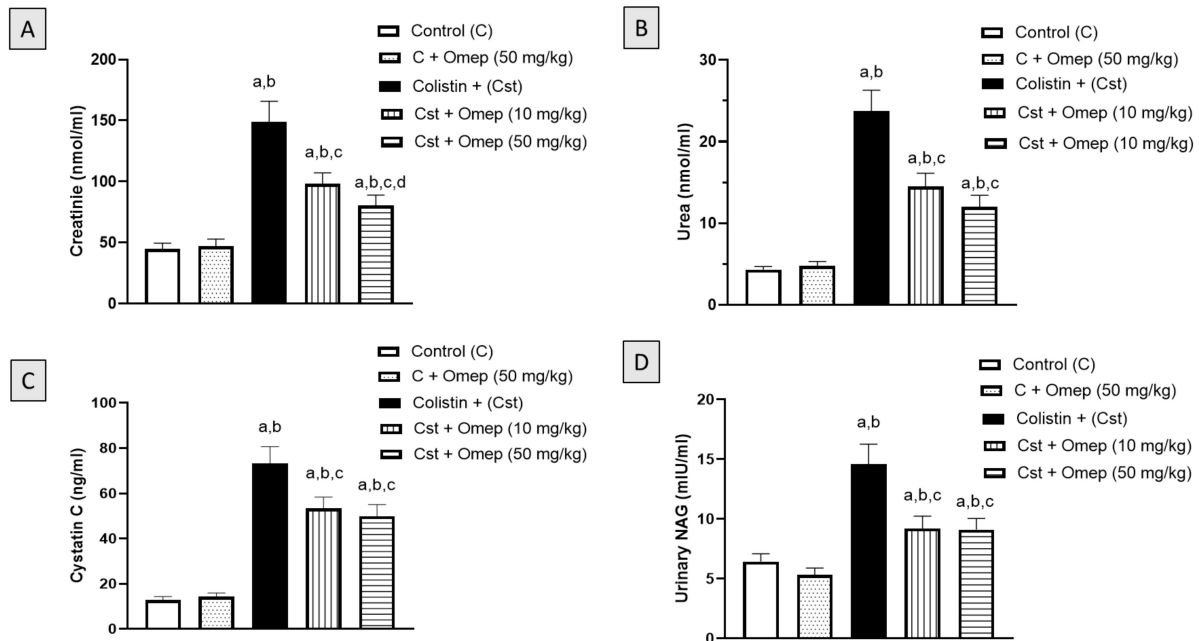 A
Control (C)
C + Omep (50 mg/kg)
Colistin + (Cst)
Cst + Omep (10 mg/kg)
Cst + Omep (50 mg/kg)
Creatinie (nmol/ml)
200
150
100
50
0
a,b
a,b,c
a,b,c,d
B
Control (C)
C + Omep (50 mg/kg)
Colistin + (Cst)
Cst + Omep (10 mg/kg)
Cst + Omep (10 mg/kg)
Urea (nmol/ml)
30
20
10
0
a,b
a,b,c
a,b,c
C
Control (C)
C + Omep (50 mg/kg)
Colistin + (Cst)
Cst + Omep (10 mg/kg)
Cst + Omep (50 mg/kg)
Cystatin C (ng/ml)
100
80
60
40
20
0
a,b
a,b,c
a,b,c
D
Control (C)
C + Omep (50 mg/kg)
Colistin + (Cst)
Cst + Omep (10 mg/kg)
Cst + Omep (50 mg/kg)
Urinary NAG (mIU/ml)
20
15
10
5
0
a,b
a,b,c
a,b,c